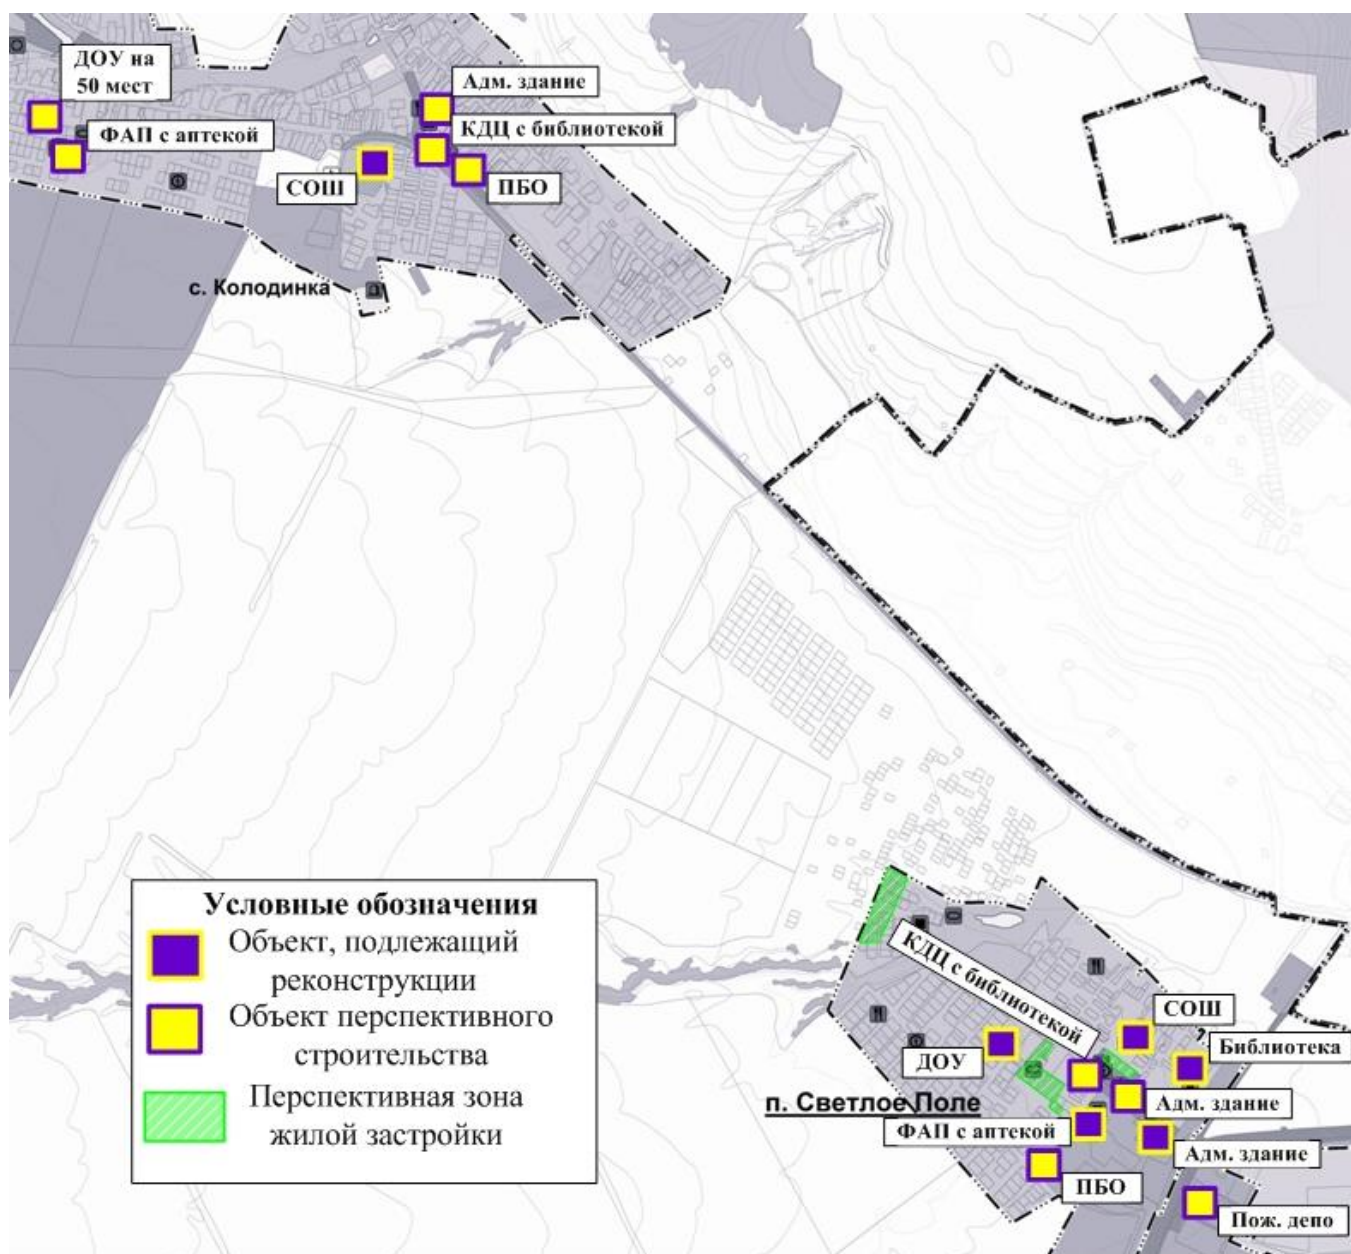 ДОУ на
50 мест
Адм. здание
ФАП с аптекой
КДЦ с библиотекой
СОШ
ПБО
с. Колодинка
Условные обозначения
Объект, подлежащий
реконструкции
Объект перспективного
строительства
Перспективная зона
жилой застройки
КДЦ с библиотекой
СОШ
Библиотека
ДОУ
п. Светлое Поле
Адм. здание
ФАП с аптекой
Адм. здание
ПБО
Пож. депо